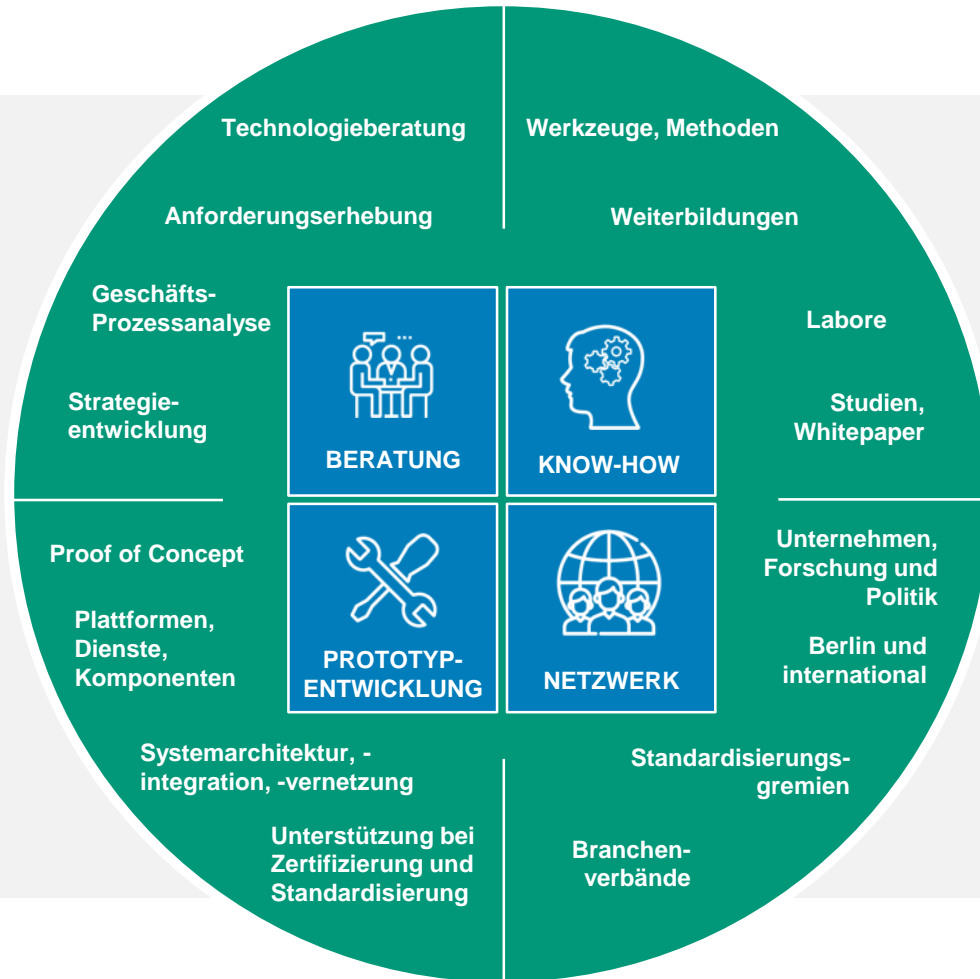 Technologieberatung
Anforderungserhebung
Geschäfts-
Prozessanalyse
Strategie-
entwicklung
BERATUNG
Werkzeuge, Methoden
Weiterbildungen
Labore
Studien,
Whitepaper
KNOW-HOW
Proof of Concept
Plattformen,
Dienste,
Komponenten
Systemarchitektur, -
integration, -vernetzung
Unterstützung bei
Zertifizierung und
Standardisierung
PROTOTYP-
ENTWICKLUNG
Unternehmen,
Forschung und
Politik
Berlin und
international
Standardisierungs-
gremien
Branchen-
verbände
NETZWERK